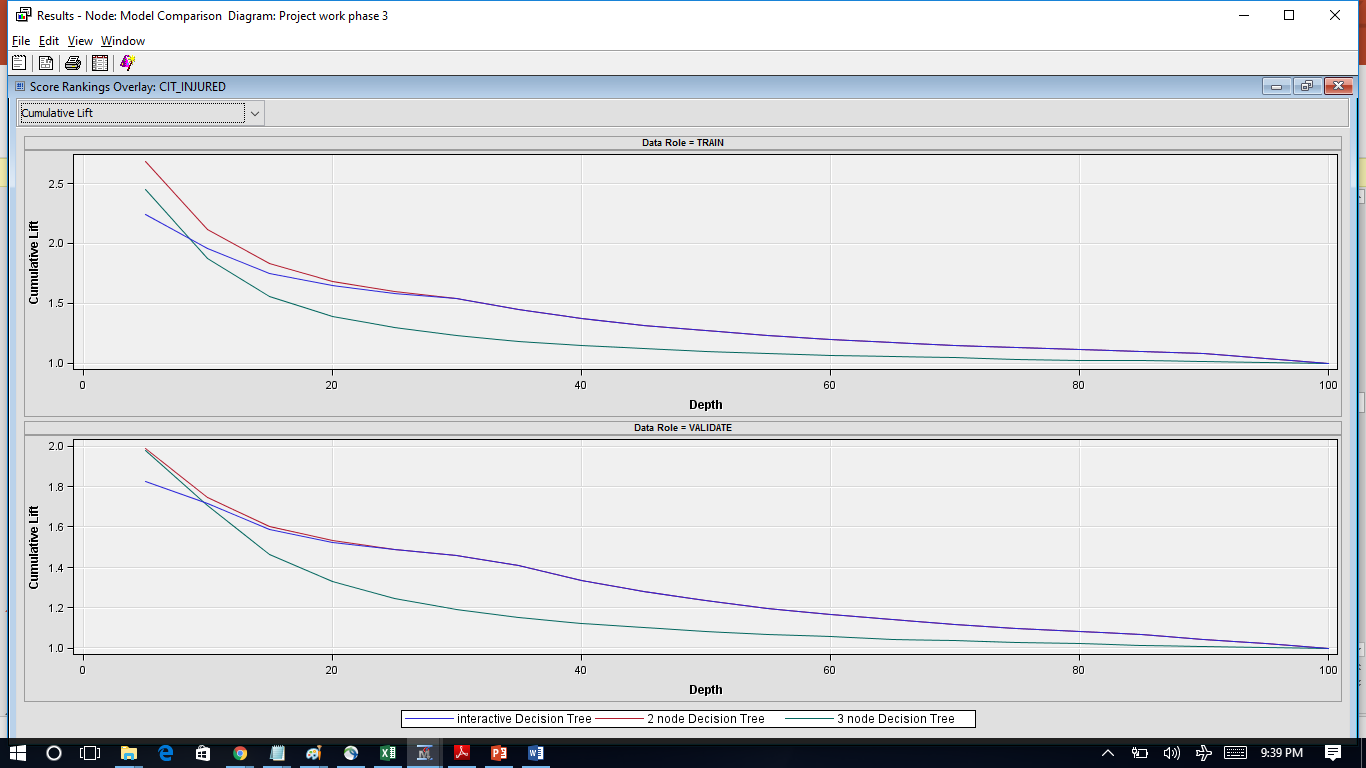 Results - Node: Model Comparison  Diagram: Project work phase 3
File  Edit  View  Window
Score Rankings Overlay: CIT_INJURED
Cumulative Lift
Data Role = TRAIN
Cumulative Lift
2.5
2.0
1.5
1.0
0 20 40 60 80 100
Depth
Data Role = VALIDATE
Cumulative Lift
2.0
1.8
1.6
1.4
1.2
1.0
0 20 40 60 80 100
Depth
interactive Decision Tree 2 node Decision Tree 3 node Decision Tree
9:39 PM